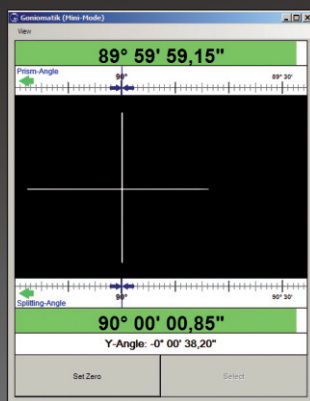 Goniomatik (Mini-Mode)
View
89° 59' 59,15"
Prism-Angle
90° 89° 30'
90° 90° 30'
Splitting-Angle
90° 00' 00,85"
Y-Angle: -0° 00' 38,20"
Set Zero Select